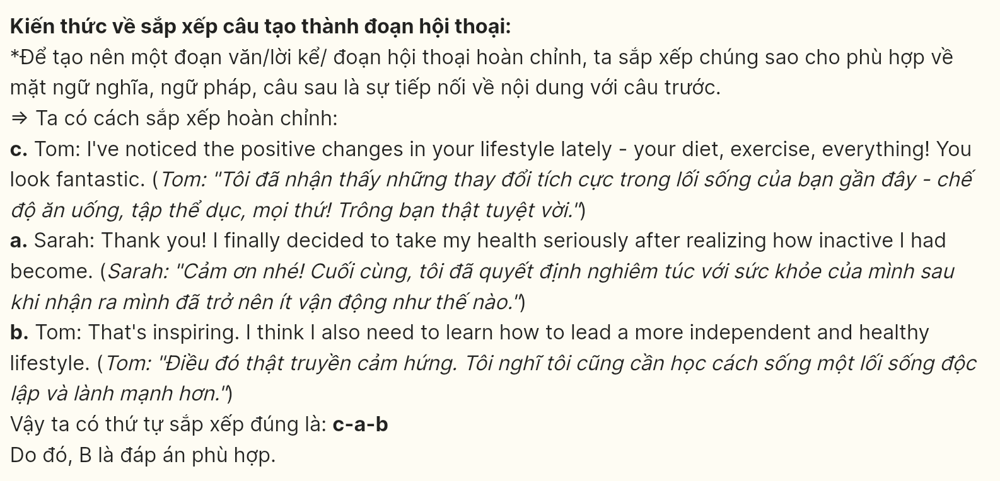 Kiến thức về sắp xếp câu tạo thành đoạn hội thoại:
*Để tạo nên một đoạn văn/lời kể/ đoạn hội thoại hoàn chỉnh, ta sắp xếp chúng sao cho phù hợp về
mặt ngữ nghĩa, ngữ pháp, câu sau là sự tiếp nối về nội dung với câu trước.
⇒ Ta có cách sắp xếp hoàn chỉnh:
c. Tom: I've noticed the positive changes in your lifestyle lately - your diet, exercise, everything! You
look fantastic. (Tom: "Tôi đã nhận thấy những thay đổi tích cực trong lối sống của bạn gần đây - chế
độ ăn uống, tập thể dục, mọi thứ! Trông bạn thật tuyệt vời.")
a. Sarah: Thank you! I finally decided to take my health seriously after realizing how inactive I had
become. (Sarah: "Cảm ơn nhé! Cuối cùng, tôi đã quyết định nghiêm túc với sức khỏe của mình sau
khi nhận ra mình đã trở nên ít vận động như thế nào.")
b. Tom: That's inspiring. I think I also need to learn how to lead a more independent and healthy
lifestyle. (Tom: "Điều đó thật truyền cảm hứng. Tôi nghĩ tôi cũng cần học cách sống một lối sống độc
lập và lành mạnh hơn.")
Vậy ta có thứ tự sắp xếp đúng là: c-a-b
Do đó, B là đáp án phù hợp.